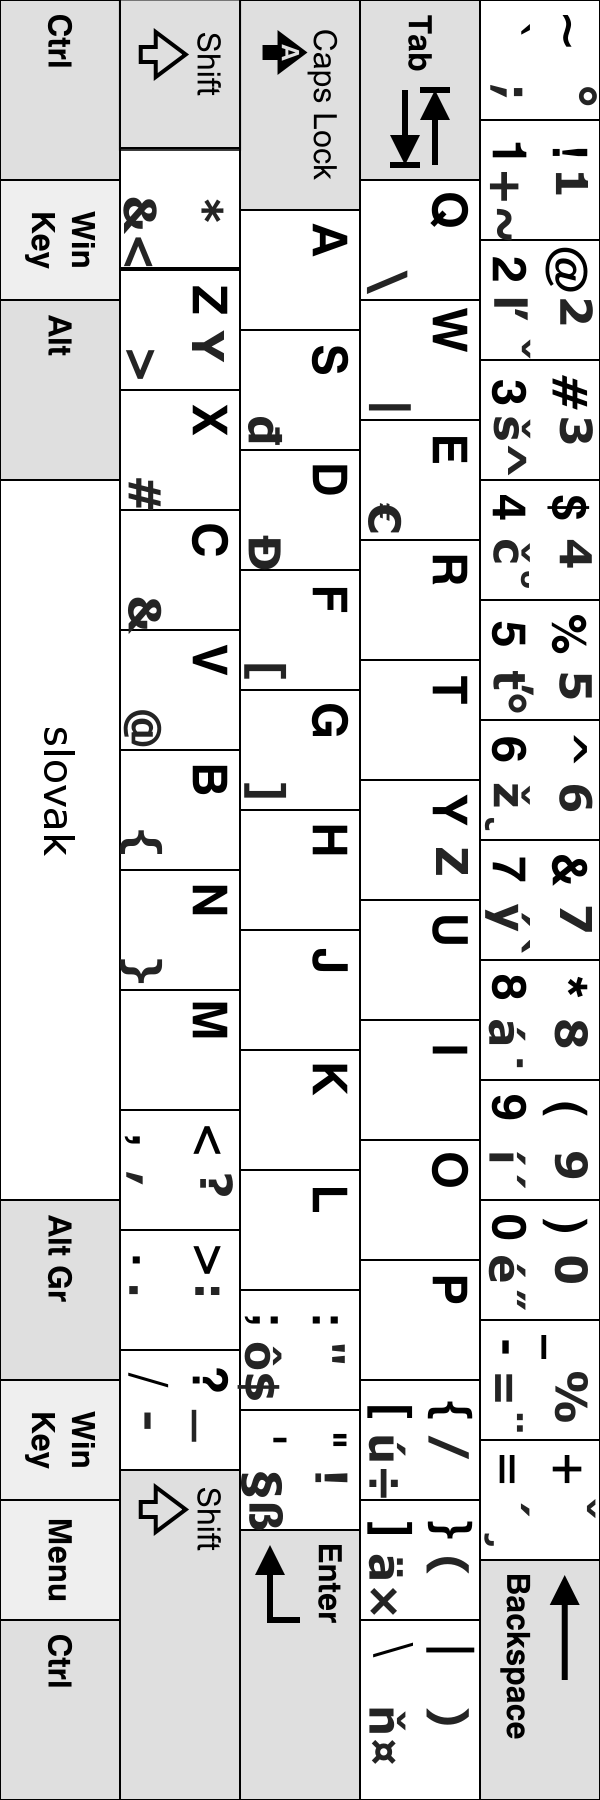 ~ °
` ;
! 1
1 + ~
@ 2
2 ľ ˇ
# 3
3 š ^
$ 4
4 č ˘
% 5
5 ť °
^ 6
6 ž ˛
& 7
7 ý `
* 8
8 á ˙
( 9
9 í ´
) 0
0 é ˝
_ %
- = ¨
+ ˇ
= ´ ¸
Backspace
Tab
Q
\
W
|
E
€
R
T
Y Z
U
I
O
P
{ /
[ ú ÷
} (
] ä ×
| )
\ ň ¤
Caps Lock
A
A
S
đ
D
Đ
F
[
G
]
H
J
K
L
: "
; ô $
" !
' § ß
Enter
Shift
*
& <
Z Y
>
X
#
C
&
V
@
B
{
N
}
M
< ?
, ,
> :
. .
? _
/ -
Shift
Ctrl
Win
Key
Alt
slovak
Alt Gr
Win
Key
Menu
Ctrl